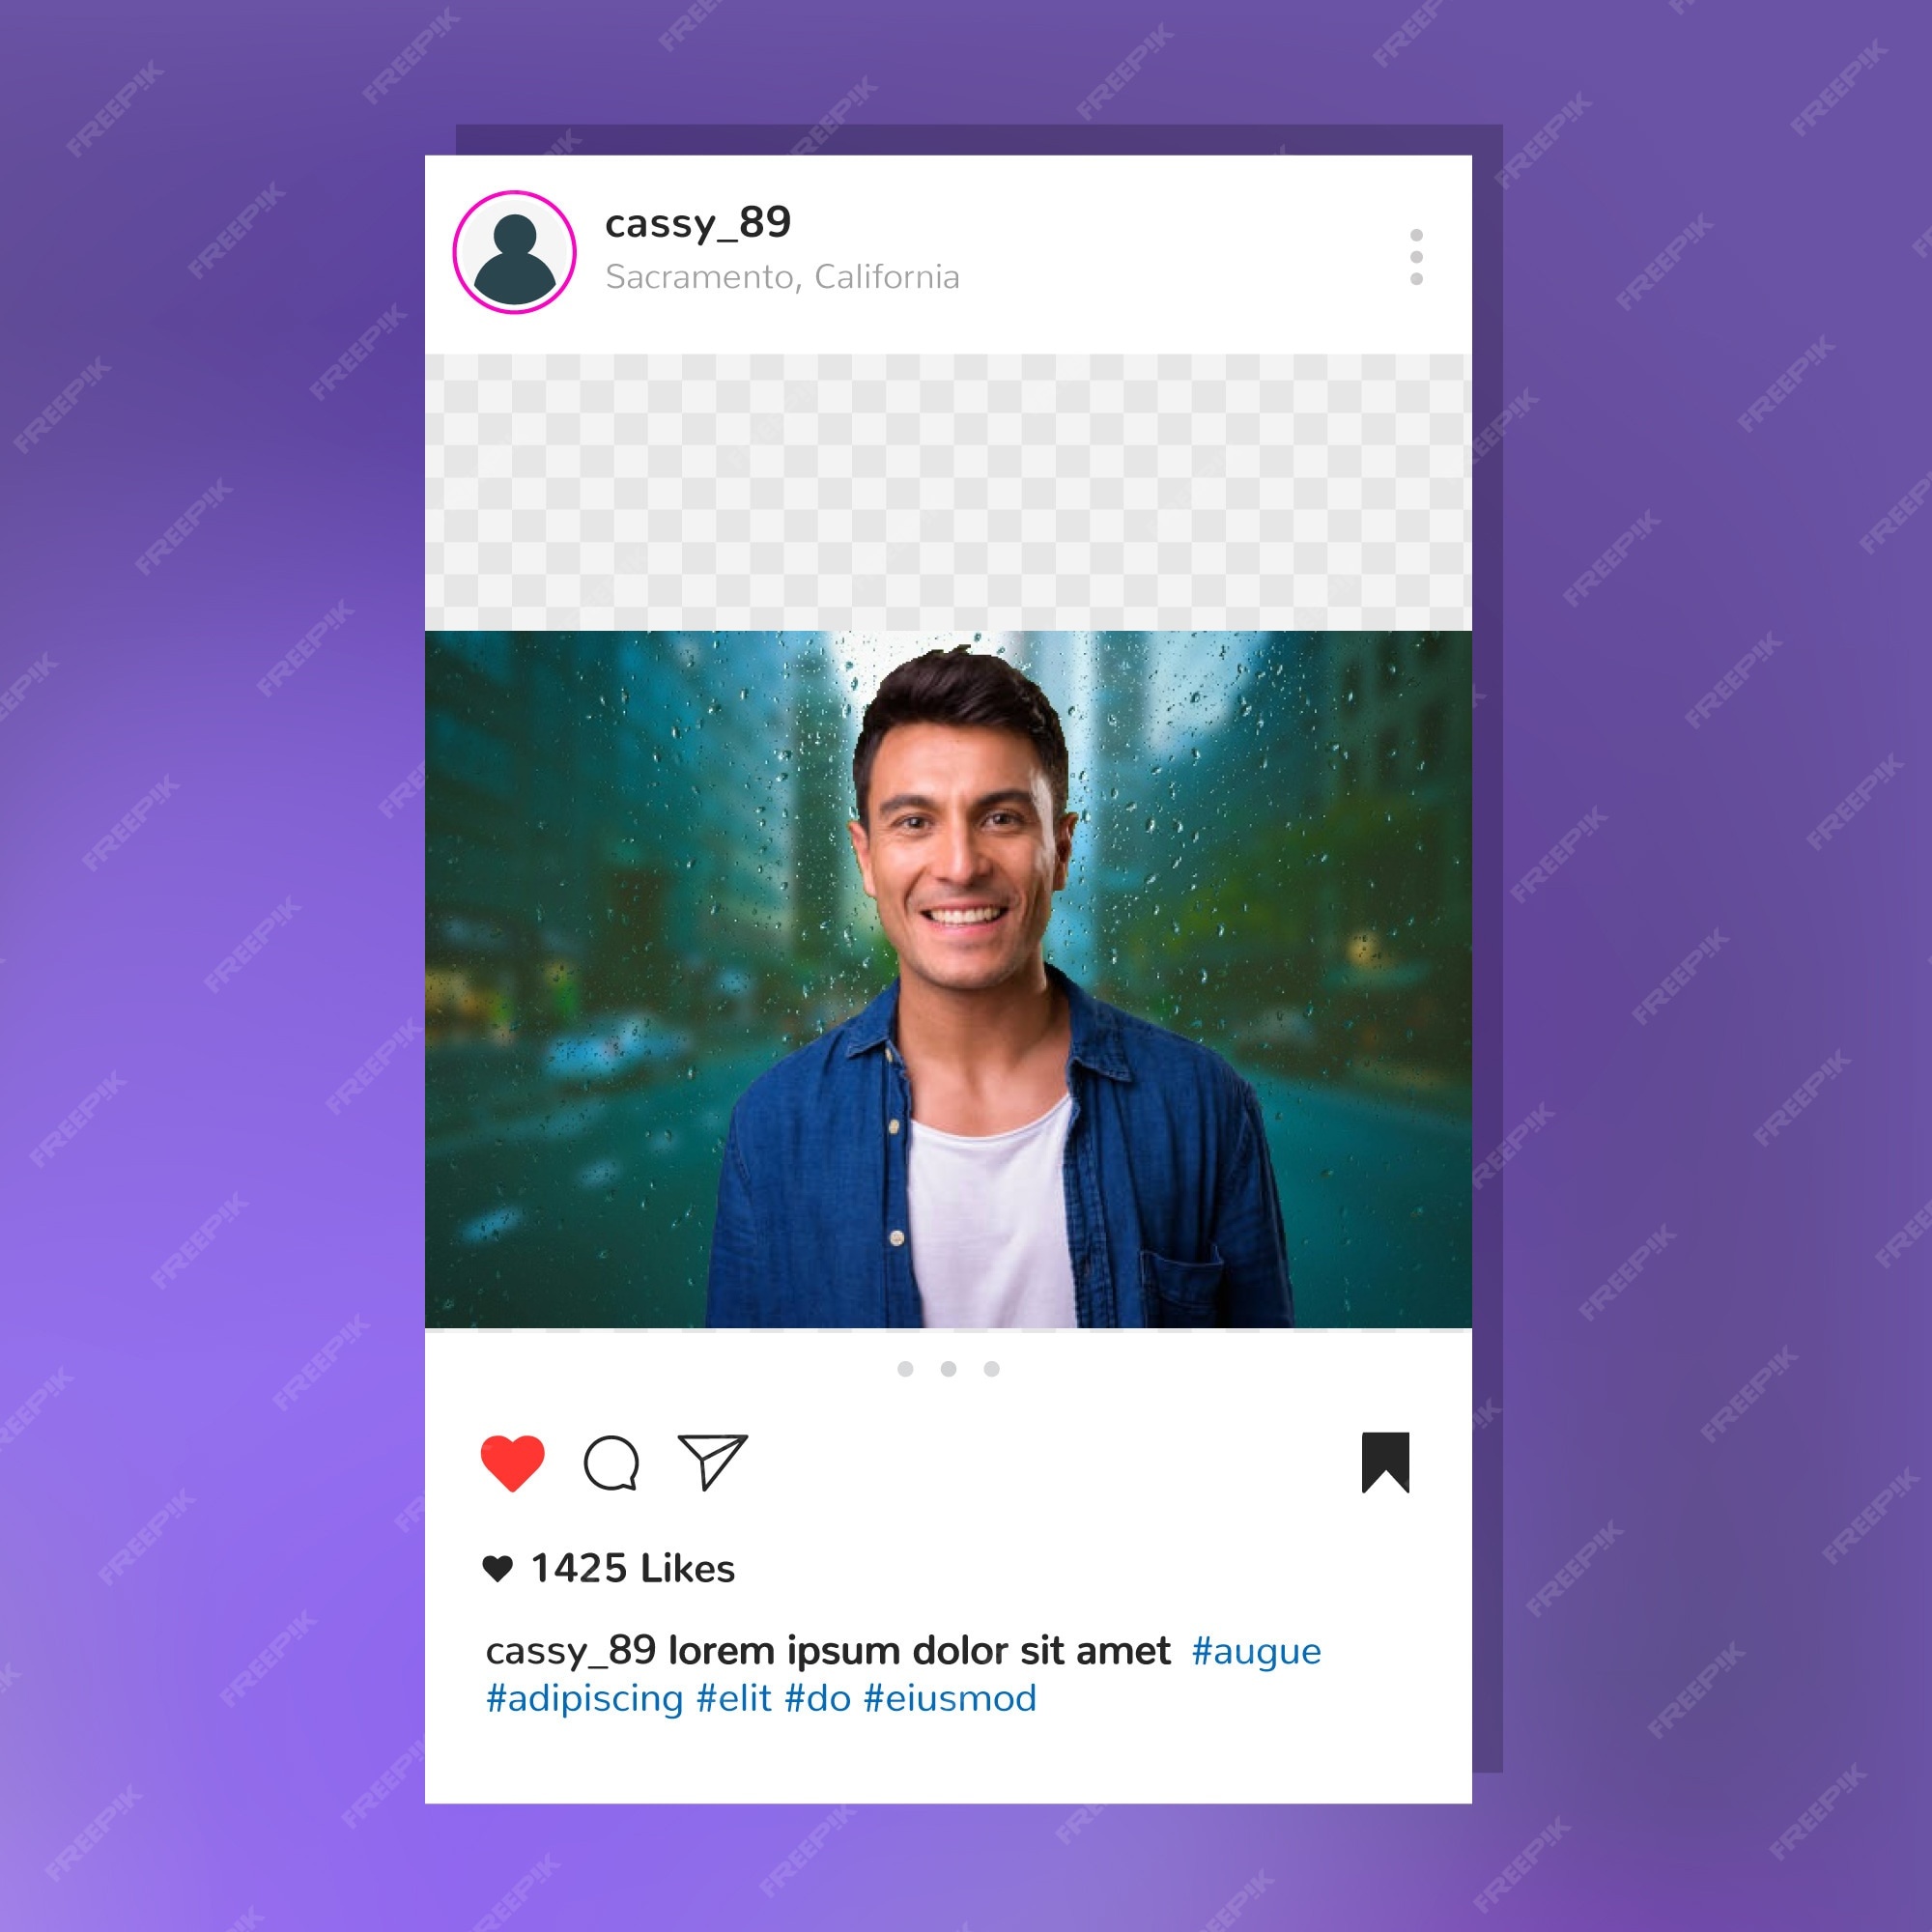 cassy_89
Sacramento, California
1425 Likes
cassy_89 lorem ipsum dolor sit amet #augue
#adipiscing #elit #do #eiusmod
FREEPIK